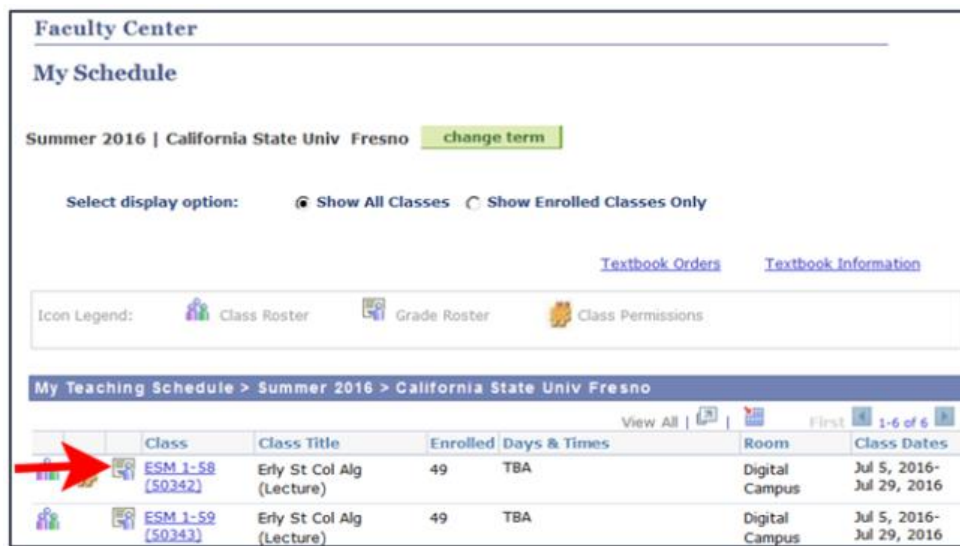 Faculty Center
My Schedule
Summer 2016 | California State Univ Fresno change term
Select display option: Show All Classes Show Enrolled Classes Only
Textbook Orders Textbook Information
Icon Legend: Class Roster Grade Roster Class Permissions
My Teaching Schedule > Summer 2016 > California State Univ Fresno
View All | | First 1-6 of 6
Class Class Title Enrolled Days & Times Room Class Dates
ESM 1-58 Erly St Col Alg 49 TBA Digital Jul 5, 2016-
(50342) (Lecture) Campus Jul 29, 2016
ESM 1-59 Erly St Col Alg 49 TBA Digital Jul 5, 2016-
(50343) (Lecture) Campus Jul 29, 2016